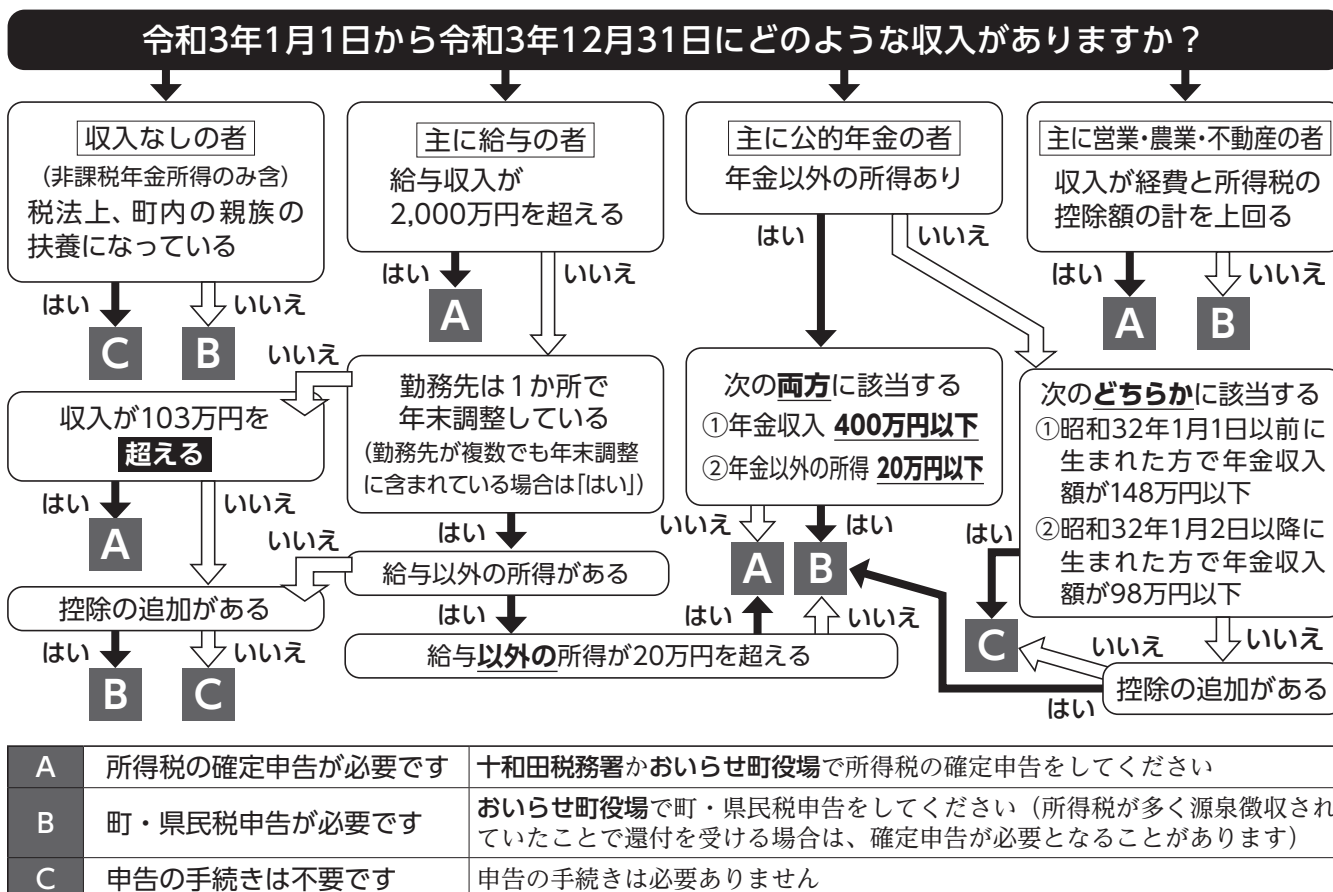 令和3年1月1日から令和3年12月31日にどのような収入がありますか？
収入なしの者
（非課税年金所得のみ含）
税法上、町内の親族の
扶養になっている
はい
いいえ
C
B
主に給与の者
給与収入が
2,000万円を超える
はい
いいえ
A
主に公的年金の者
年金以外の所得あり
はい
いいえ
主に営業・農業・不動産の者
収入が経費と所得税の
控除額の計を上回る
はい
いいえ
A
B
いいえ
収入が103万円を
超える
はい
いいえ
A
いいえ
控除の追加がある
はい
いいえ
B
C
勤務先は1か所で
年末調整している
（勤務先が複数でも年末調整
に含まれている場合は「はい」）
はい
給与以外の所得がある
はい
給与以外の所得が20万円を超える
はい
いいえ
次の両方に該当する
①年金収入 400万円以下
②年金以外の所得 20万円以下
いいえ
はい
A
B
次のどちらかに該当する
①昭和32年1月1日以前に
生まれた方で年金収入
額が148万円以下
②昭和32年1月2日以降に
生まれた方で年金収入
額が98万円以下
はい
いいえ
C
いいえ
控除の追加がある
はい
A 所得税の確定申告が必要です 十和田税務署かおいらせ町役場で所得税の確定申告をしてください
B 町・県民税申告が必要です おいらせ町役場で町・県民税申告をしてください（所得税が多く源泉徴収され
ていたことで還付を受ける場合は、確定申告が必要となることがあります）
C 申告の手続きは不要です 申告の手続きは必要ありません